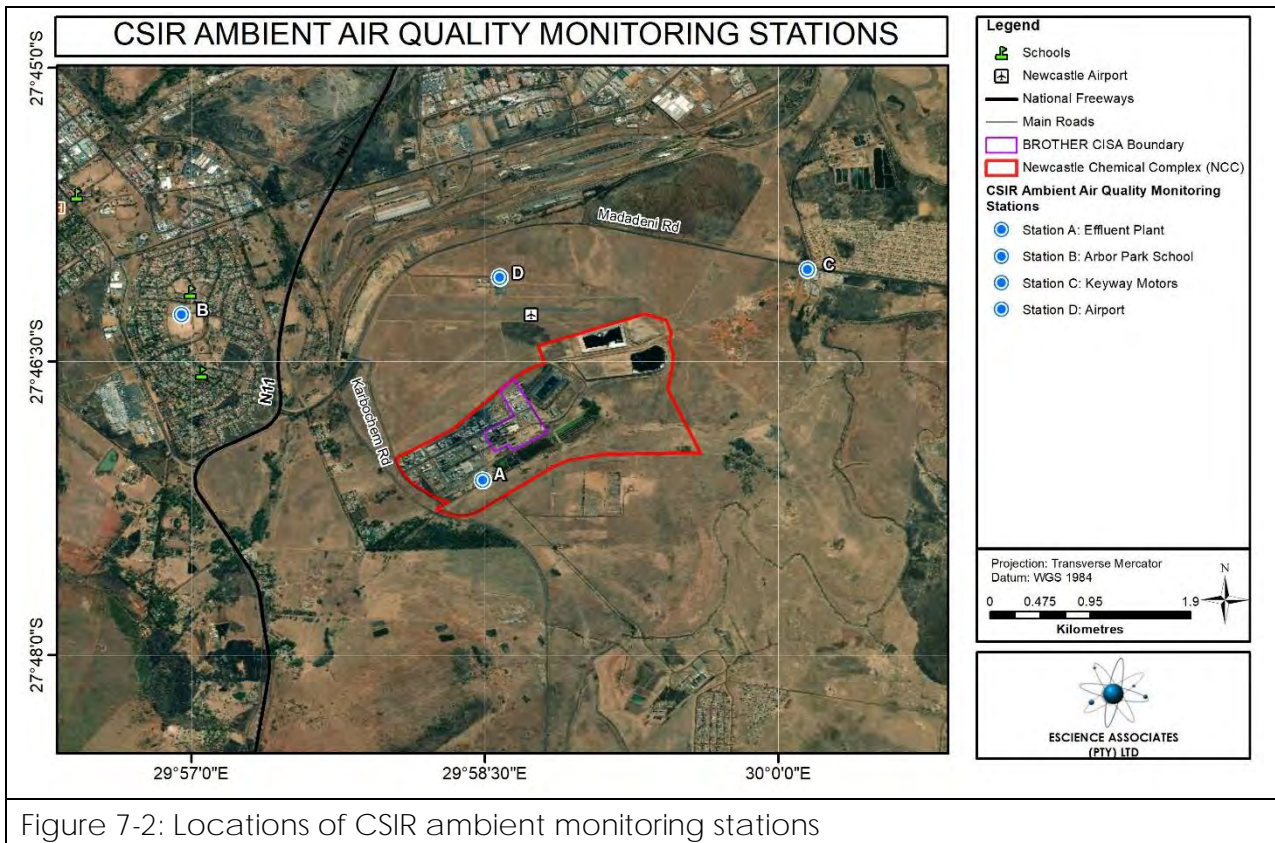 CSIR AMBIENT AIR QUALITY MONITORING STATIONS
27°45'0"S
27°46'30"S
27°48'0"S
29°57'0"E
29°58'30"E
30°0'0"E
N11
N11
Madadeni Rd
Karbochem Rd
A
B
C
D
Legend
Schools
Newcastle Airport
National Freeways
Main Roads
BROTHER CISA Boundary
Newcastle Chemical Complex (NCC)
CSIR Ambient Air Quality Monitoring
Stations
Station A: Effluent Plant
Station B: Arbor Park School
Station C: Keyway Motors
Station D: Airport
Projection: Transverse Mercator
Datum: WGS 1984
N
0 0.475 0.95 1.9
Kilometres
ESCIENCE ASSOCIATES
(PTY) LTD
Figure 7-2: Locations of CSIR ambient monitoring stations